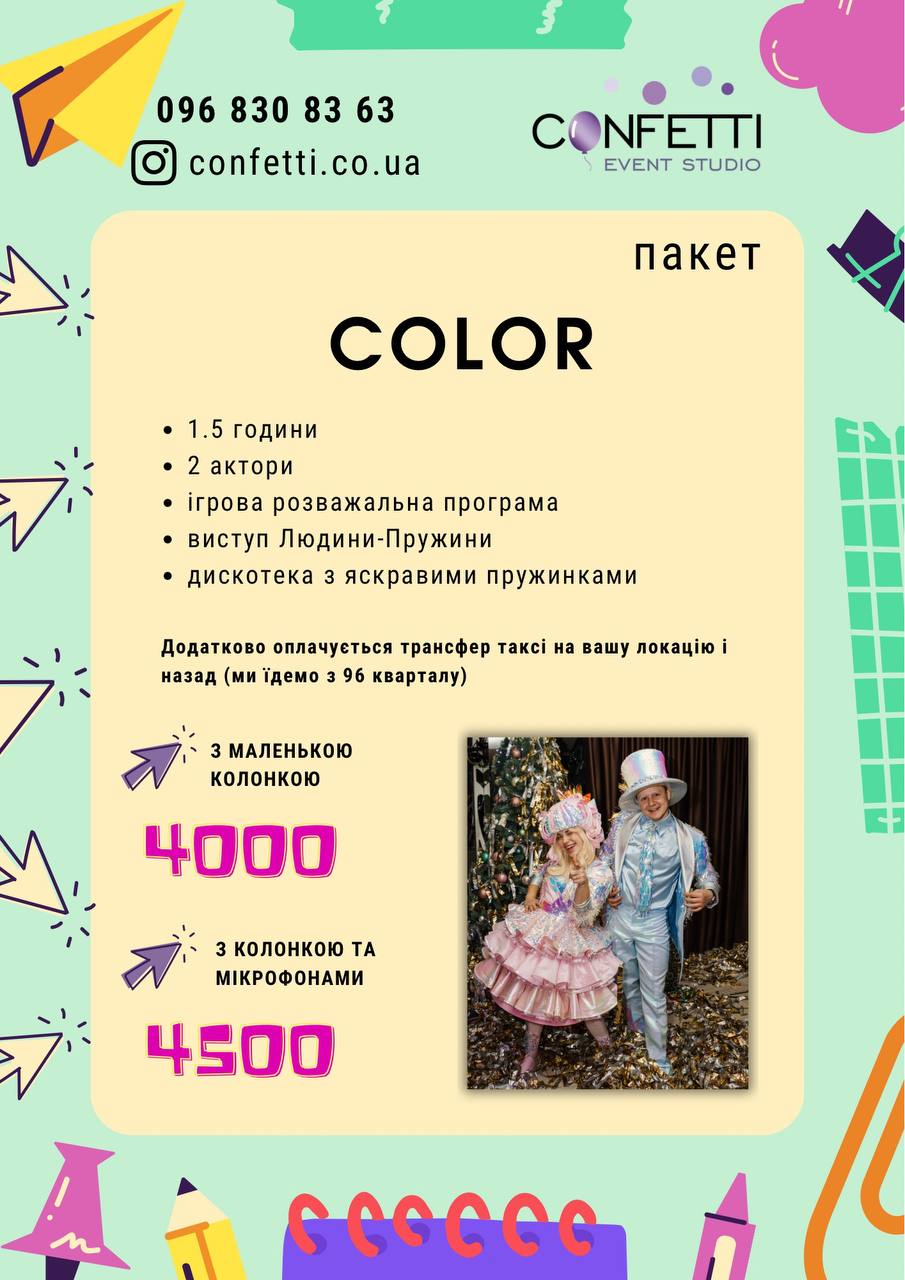 096 830 83 63
confetti.co.ua
CONFETTI
EVENT STUDIO
пакет
COLOR
• 1.5 години
• 2 актори
• ігрова розважальна програма
• виступ Людини-Пружини
• дискотека з яскравими пружинками
Додатково оплачується трансфер таксі на вашу локацію і
назад (ми їдемо з 96 кварталу)
З МАЛЕНЬКОЮ
КОЛОНКОЮ
4000
З КОЛОНКОЮ ТА
МІКРОФОНАМИ
4500